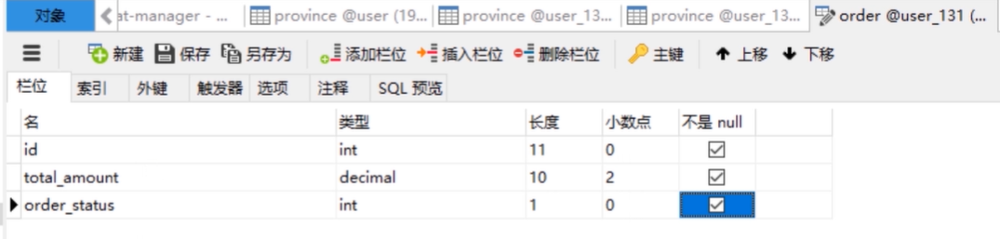 对象 at-manager - ... province @user (19... province @user_13... province @user_13... order @user_131 (...
新建 保存 另存为 添加栏位 插入栏位 删除栏位 主键 上移 下移
栏位 索引 外键 触发器 选项 注释 SQL 预览
名 类型 长度 小数点 不是 null
id int 11 0
total_amount decimal 10 2
order_status int 1 0